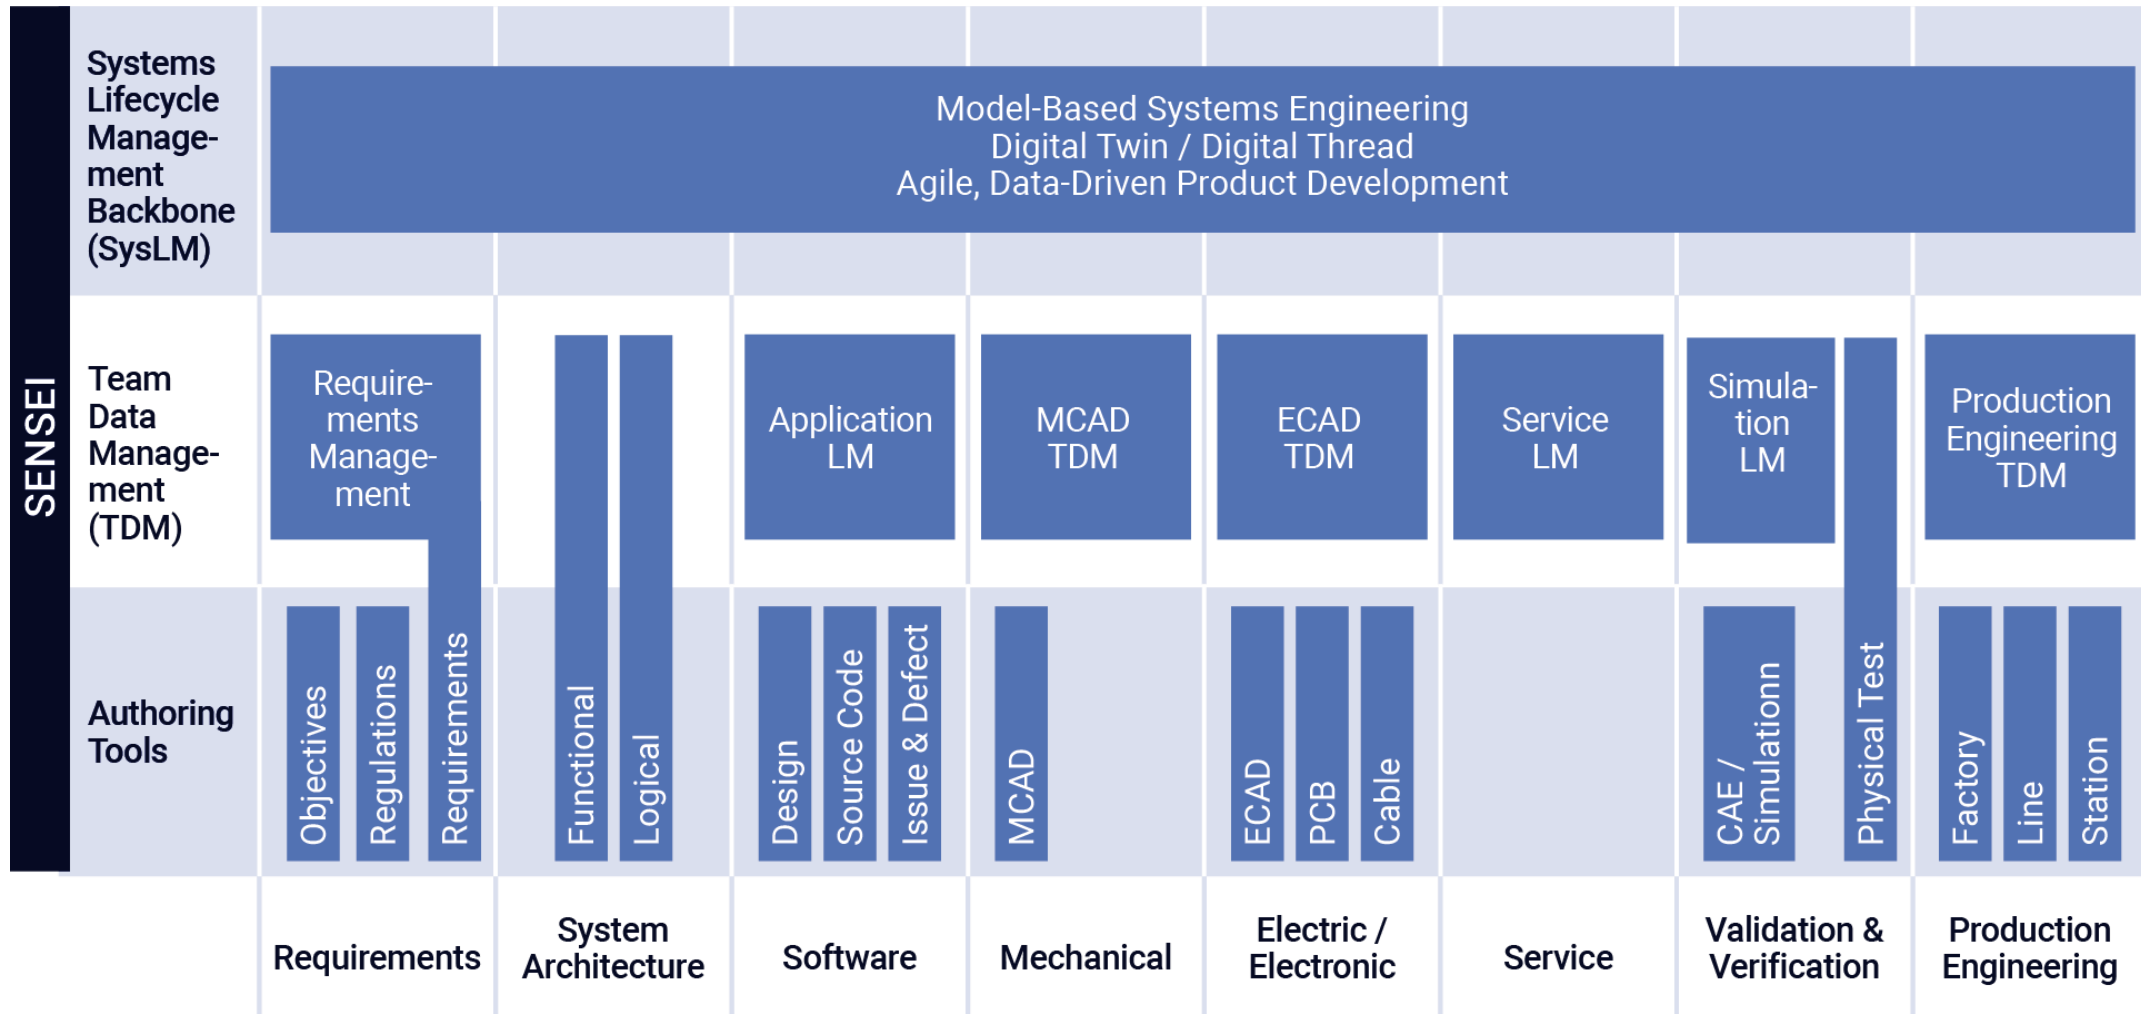 SENSEI
Systems
Lifecycle
Manage-
ment
Backbone
(SysLM)
Model-Based Systems Engineering
Digital Twin / Digital Thread
Agile, Data-Driven Product Development
Team
Data
Manage-
ment
(TDM)
Require-
ments
Manage-
ment
Application
LM
MCAD
TDM
ECAD
TDM
Service
LM
Simula-
tion
LM
Production
Engineering
TDM
Authoring
Tools
Objectives
Regulations
Requirements
Functional
Logical
Design
Source Code
Issue & Defect
MCAD
ECAD
PCB
Cable
CAE /
Simulationn
Physical Test
Factory
Line
Station
Requirements
System
Architecture
Software
Mechanical
Electric /
Electronic
Service
Validation &
Verification
Production
Engineering